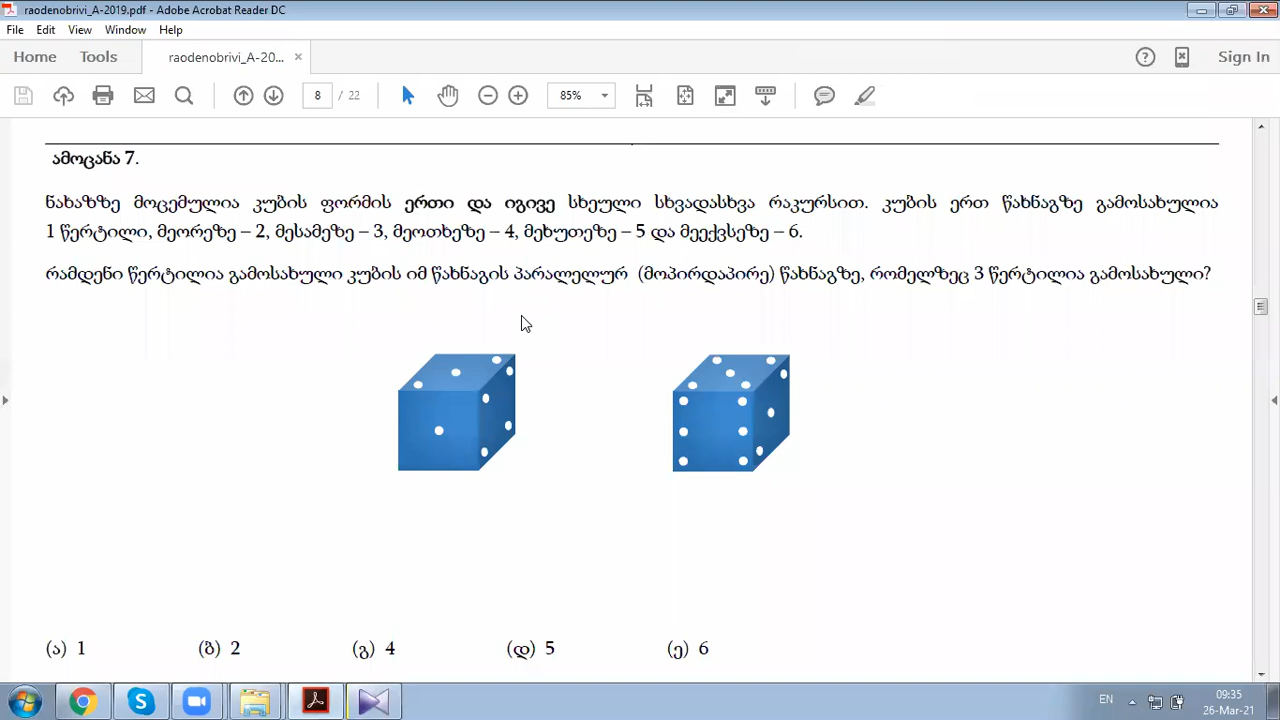 raodenobrivi_A-2019.pdf - Adobe Acrobat Reader DC
File Edit View Window Help
Home Tools raodenobrivi_A-20... × Sign In
8 / 22 85%
ამოცანა 7.
ნახაზზე მოცემულია კუბის ფორმის ერთი და იგივე სხეული სხვადასხვა რაკურსით. კუბის ერთ წახნაგზე გამოსახულია
1 წერტილი, მეორეზე – 2, მესამეზე – 3, მეოთხეზე – 4, მეხუთეზე – 5 და მეექვსეზე – 6.
რამდენი წერტილია გამოსახული კუბის იმ წახნაგის პარალელურ (მოპირდაპირე) წახნაგზე, რომელზეც 3 წერტილია გამოსახული?
(ა) 1 (ბ) 2 (გ) 4 (დ) 5 (ე) 6
EN 09:35
26-Mar-21